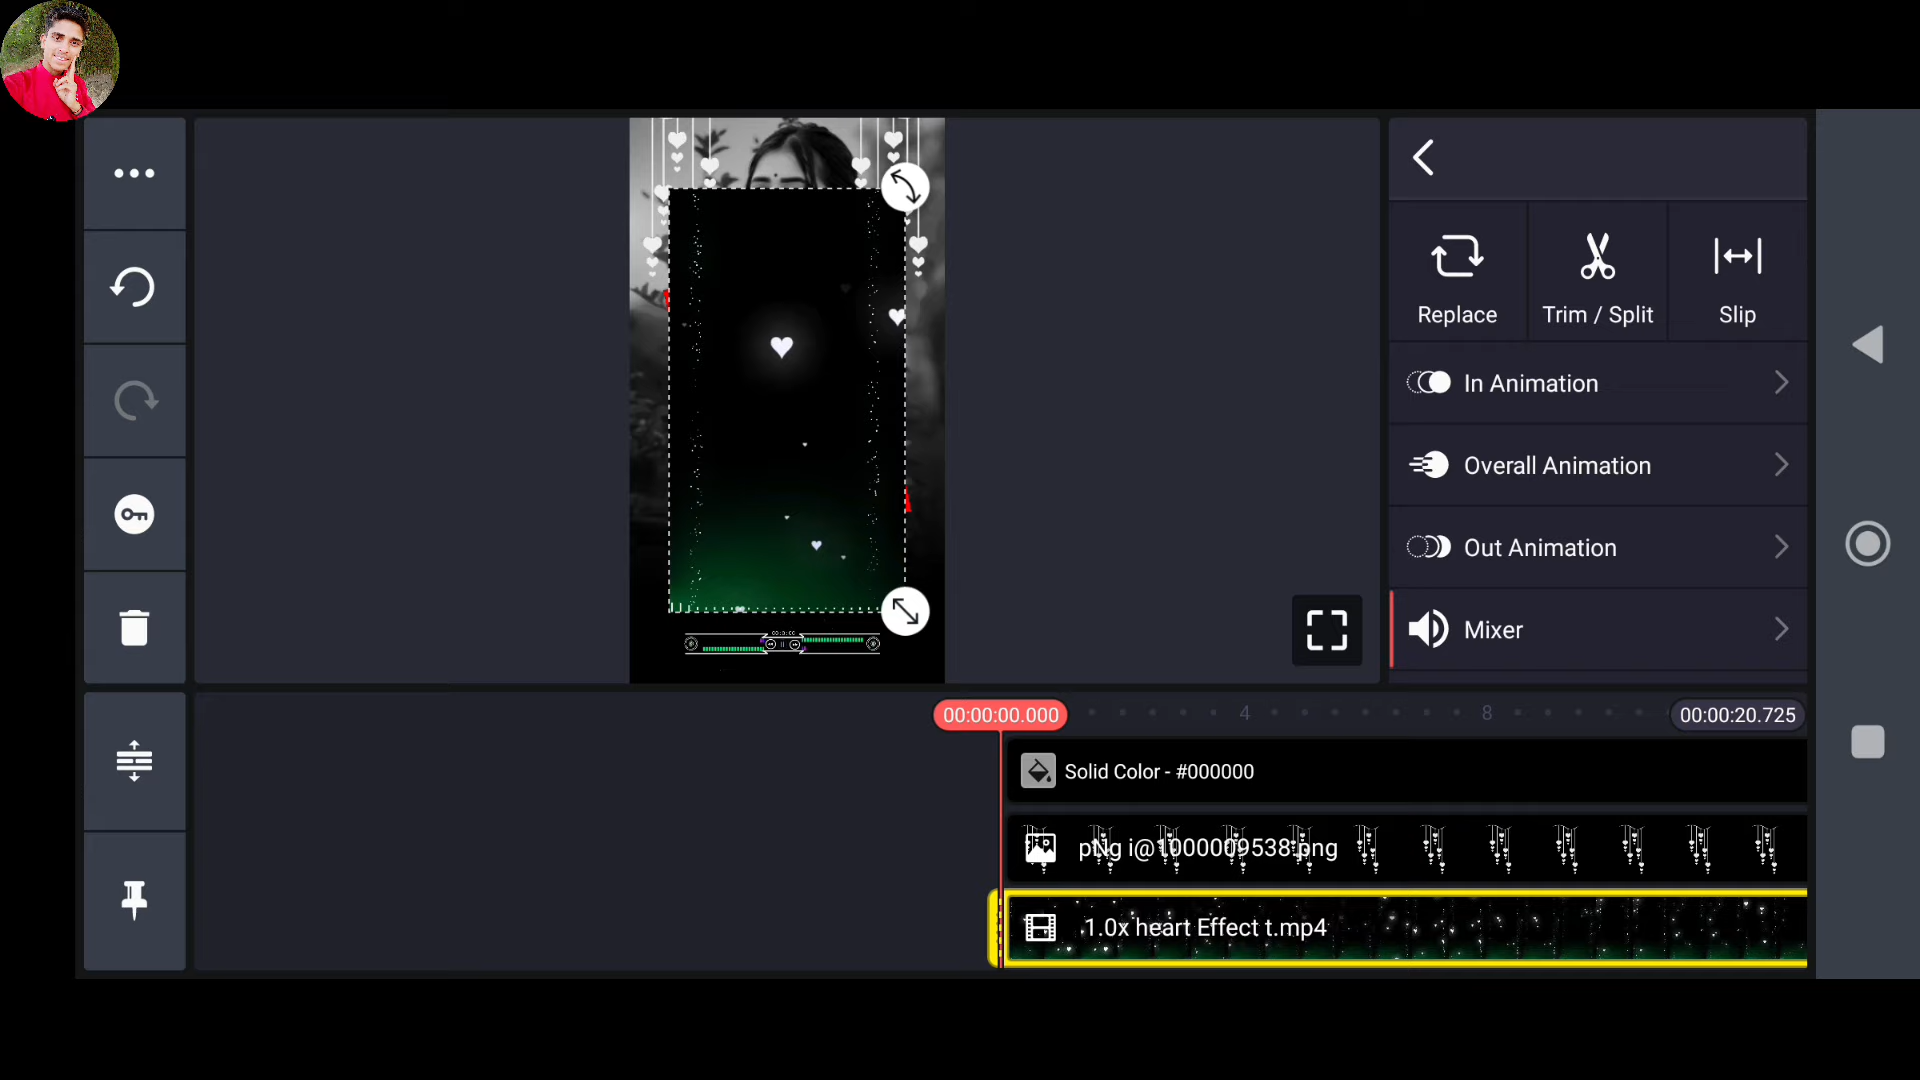 Replace
Trim / Split
Slip
In Animation
Overall Animation
Out Animation
Mixer
00:00:00.000
4
8
00:00:20.725
Solid Color - #000000
pNg i@1000009538.png
1.0x heart Effect t.mp4